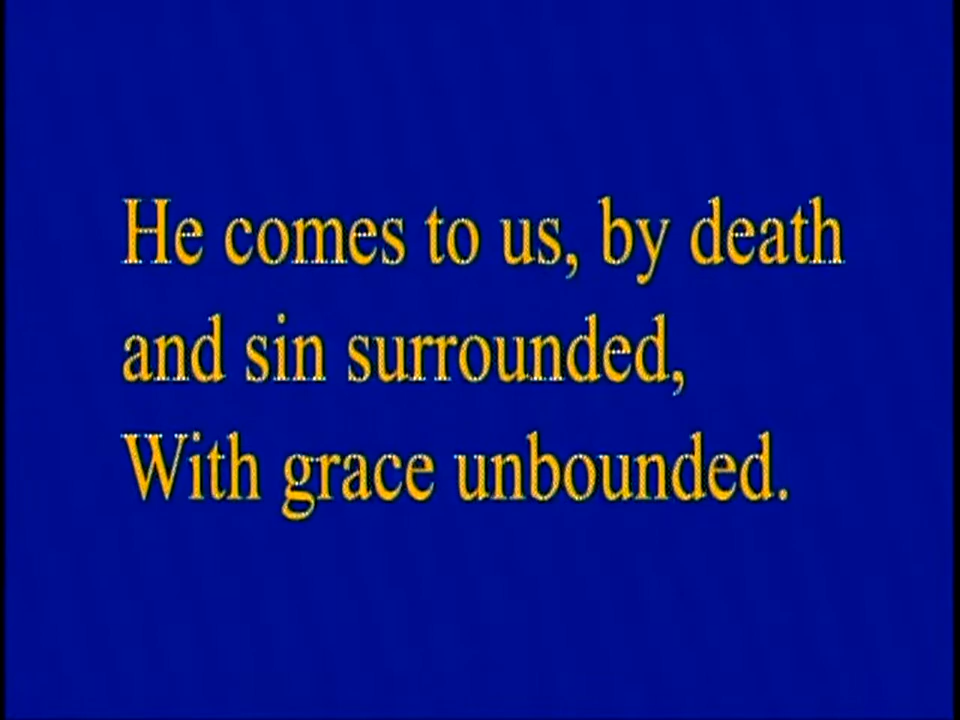 He comes to us, by death
and sin surrounded,
With grace unbounded.